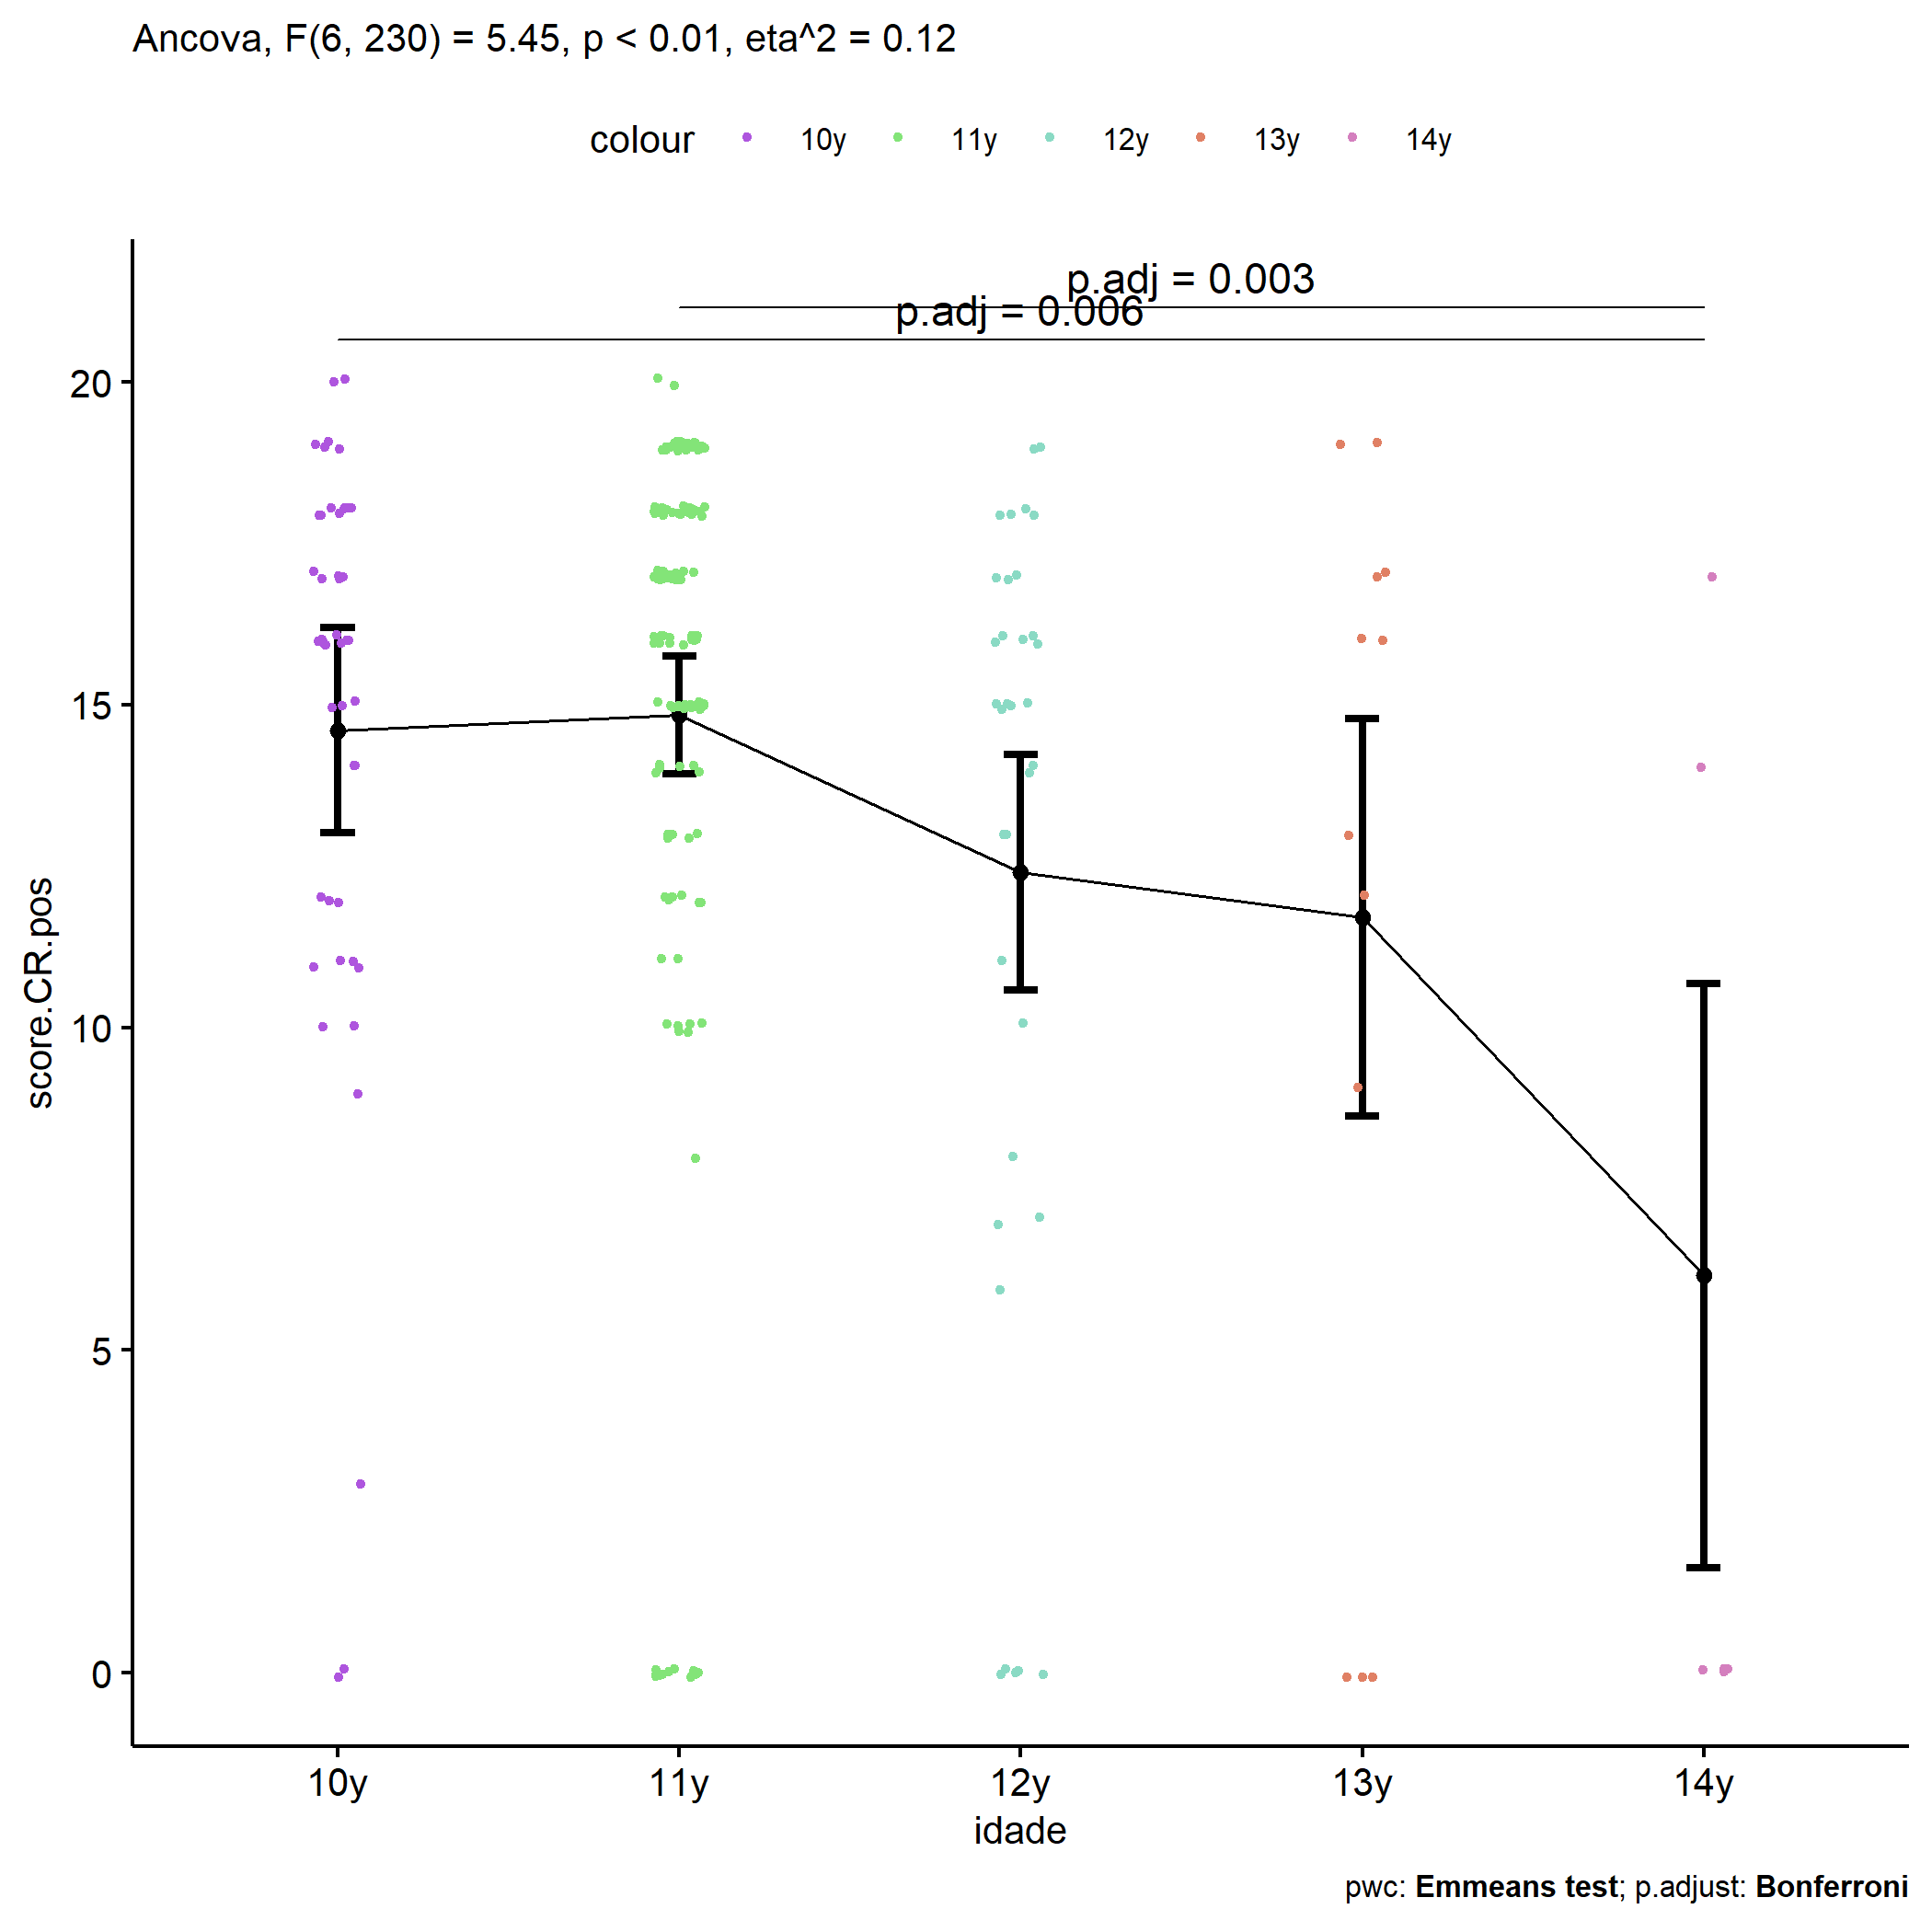 Ancova, F(6, 230) = 5.45, p < 0.01, eta^2 = 0.12
colour 10y 11y 12y 13y 14y
p.adj = 0.003
p.adj = 0.006
20
15
10
5
0
score.CR.pos
10y 11y 12y 13y 14y
idade
pwc: Emmeans test; p.adjust: Bonferroni